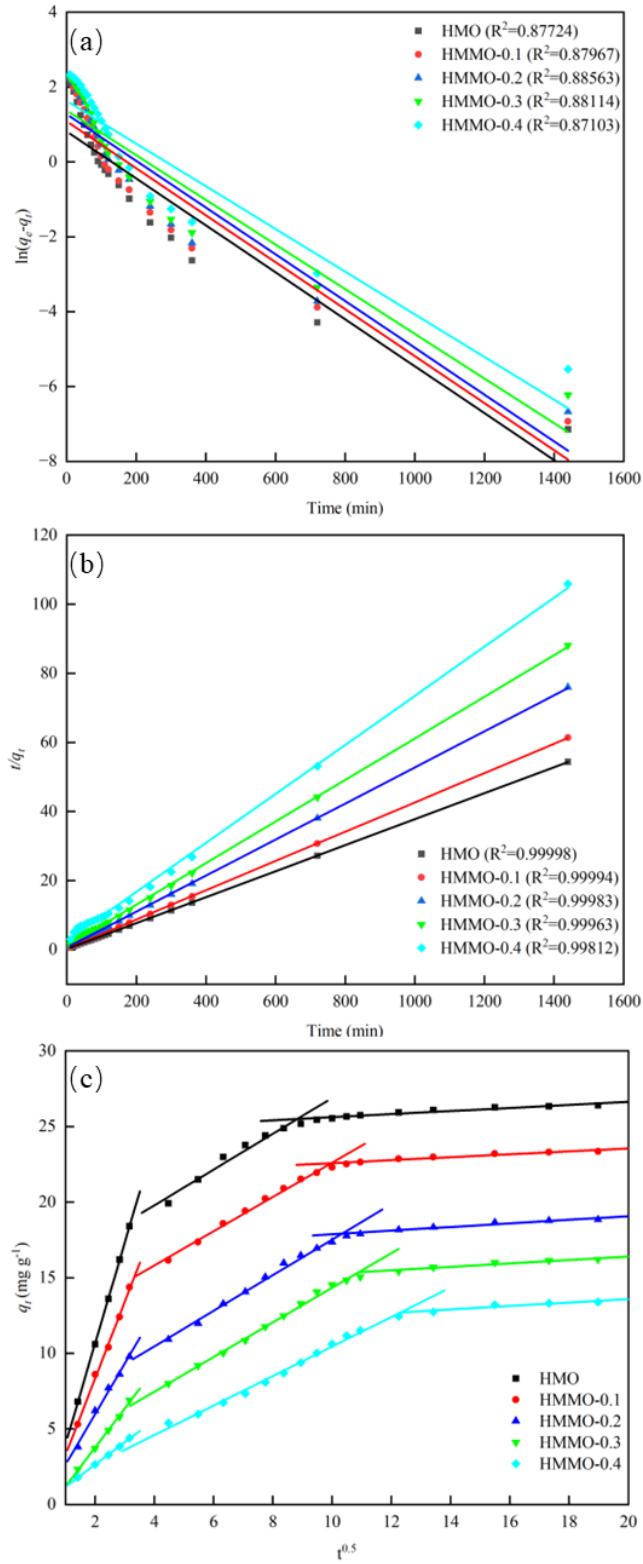 (a)
HMO (R²=0.87724)
HMMO-0.1 (R²=0.87967)
HMMO-0.2 (R²=0.88563)
HMMO-0.3 (R²=0.88114)
HMMO-0.4 (R²=0.87103)
4
2
0
−2
−4
−6
−8
ln(qe-qt)
0 200 400 600 800 1000 1200 1400 1600
Time (min)
(b)
120
100
80
60
40
20
0
t/qt
HMO (R²=0.99998)
HMMO-0.1 (R²=0.99994)
HMMO-0.2 (R²=0.99983)
HMMO-0.3 (R²=0.99963)
HMMO-0.4 (R²=0.99812)
0 200 400 600 800 1000 1200 1400 1600
Time (min)
(c)
30
25
20
15
10
5
0
qt (mg g⁻¹)
HMO
HMMO-0.1
HMMO-0.2
HMMO-0.3
HMMO-0.4
2 4 6 8 10 12 14 16 18 20
t⁰·⁵